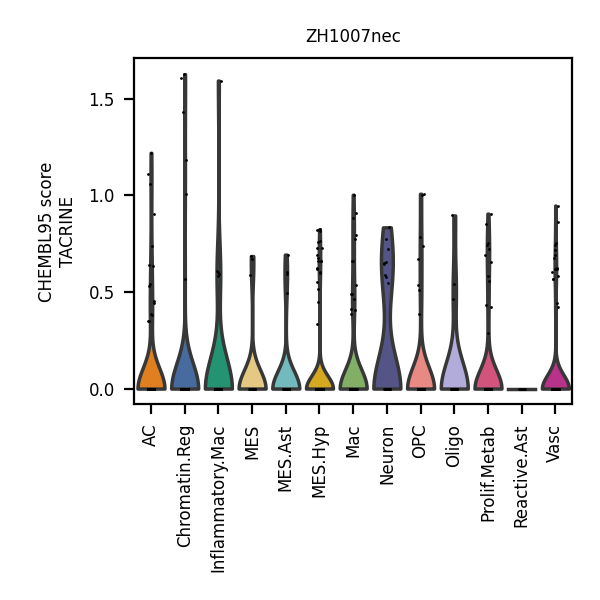 ZH1007nec
CHEMBL95 score
TACRINE
1.5
1.0
0.5
0.0
AC
Chromatin.Reg
Inflammatory.Mac
MES
MES.Ast
MES.Hyp
Mac
Neuron
OPC
Oligo
Prolif.Metab
Reactive.Ast
Vasc